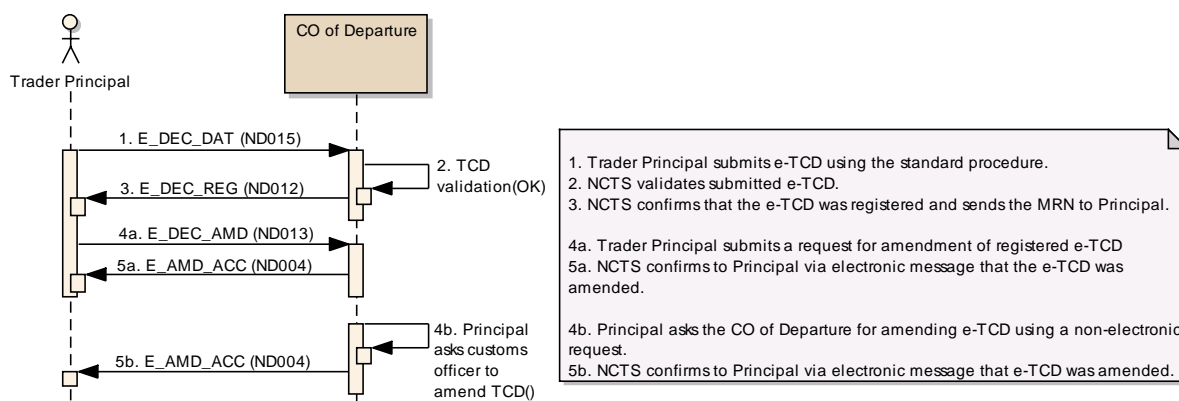 CO of Departure
Trader Principal
1. E_DEC_DAT (ND015)
2. TCD
validation(OK)
3. E_DEC_REG (ND012)
4a. E_DEC_AMD (ND013)
5a. E_AMD_ACC (ND004)
4b. Principal
asks customs
officer to
amend TCD()
5b. E_AMD_ACC (ND004)
1. Trader Principal submits e-TCD using the standard procedure.
2. NCTS validates submitted e-TCD.
3. NCTS confirms that the e-TCD was registered and sends the MRN to Principal.
4a. Trader Principal submits a request for amendment of registered e-TCD
5a. NCTS confirms to Principal via electronic message that the e-TCD was
amended.
4b. Principal asks the CO of Departure for amending e-TCD using a non-electronic
request.
5b. NCTS confirms to Principal via electronic message that e-TCD was amended.